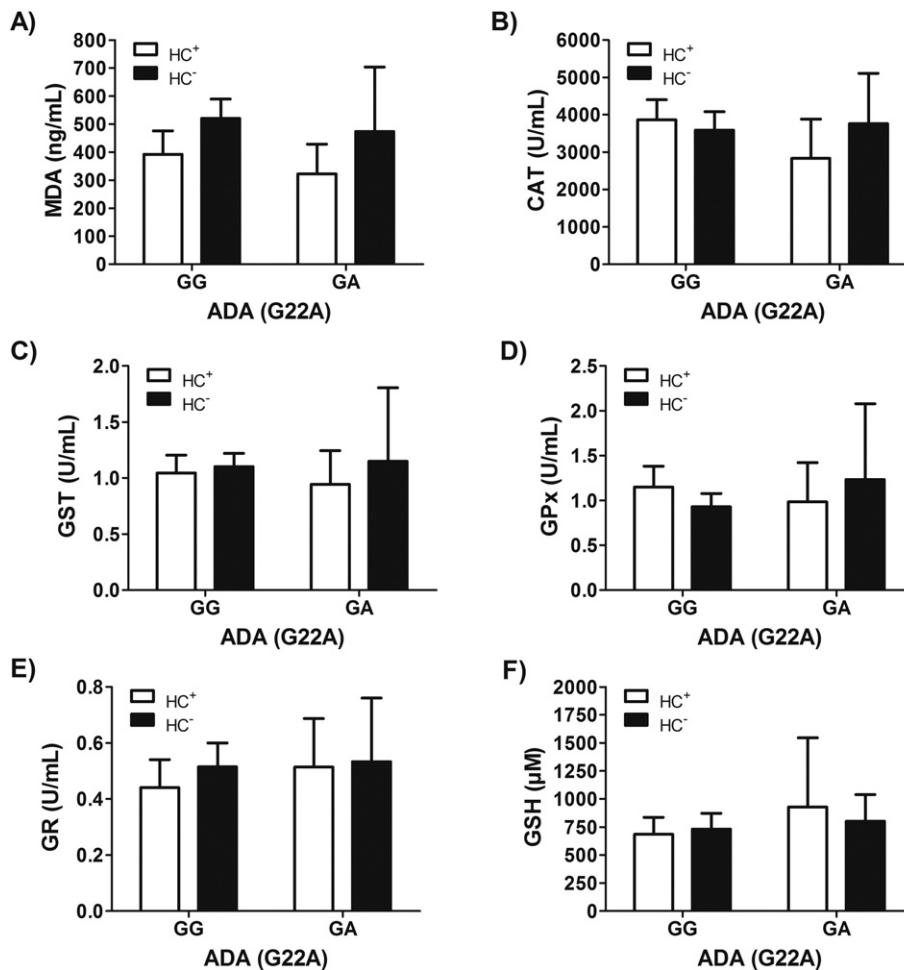 A)
MDA (ng/mL)
800
700
600
500
400
300
200
100
0
HC⁺
HC⁻
GG
GA
ADA (G22A)
B)
CAT (U/mL)
6000
5000
4000
3000
2000
1000
0
HC⁺
HC⁻
GG
GA
ADA (G22A)
C)
GST (U/mL)
2.0
1.5
1.0
0.5
0.0
HC⁺
HC⁻
GG
GA
ADA (G22A)
D)
GPx (U/mL)
2.5
2.0
1.5
1.0
0.5
0.0
HC⁺
HC⁻
GG
GA
ADA (G22A)
E)
GR (U/mL)
0.8
0.6
0.4
0.2
0.0
HC⁺
HC⁻
GG
GA
ADA (G22A)
F)
GSH (µM)
2000
1750
1500
1250
1000
750
500
250
0
HC⁺
HC⁻
GG
GA
ADA (G22A)